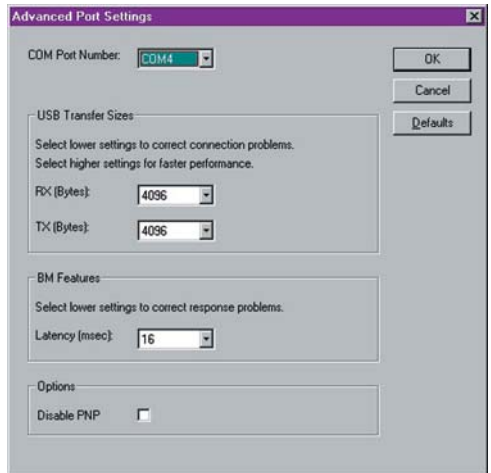 Advanced Port Settings
COM Port Number: COM4
OK
Cancel
Defaults
USB Transfer Sizes
Select lower settings to correct connection problems.
Select higher settings for faster performance.
RX (Bytes): 4096
TX (Bytes): 4096
BM Features
Select lower settings to correct response problems.
Latency (msec): 16
Options
Disable PNP